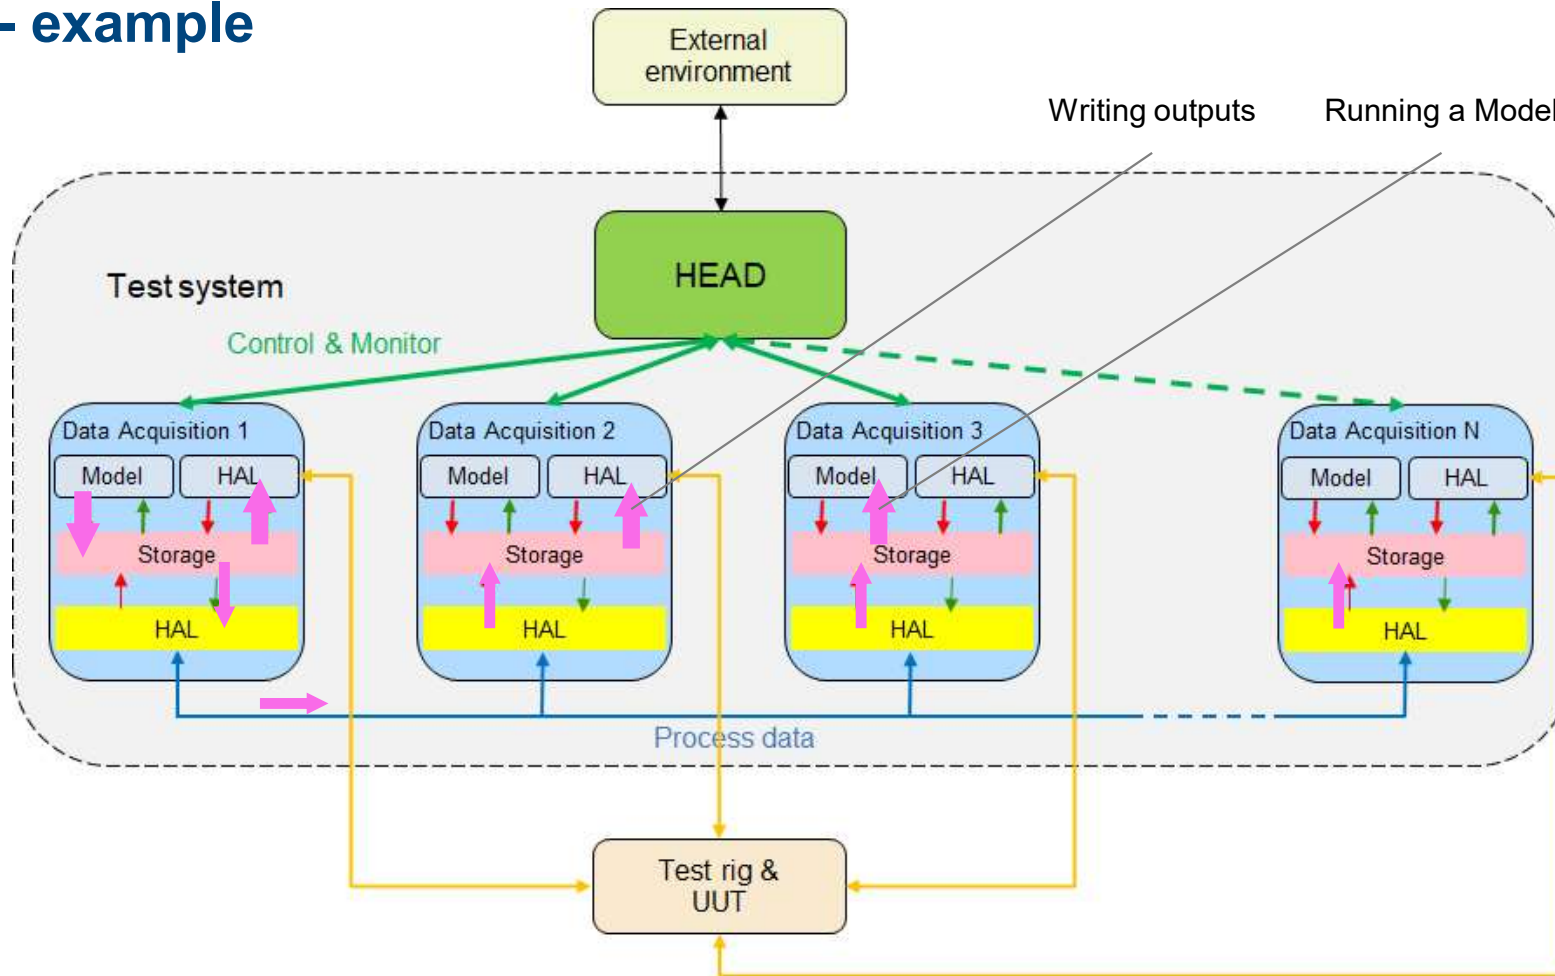 - example
External
environment
Writing outputs
Running a Model
HEAD
Test system
Control & Monitor
Data Acquisition 1
Model
HAL
Storage
HAL
Data Acquisition 2
Model
HAL
Storage
HAL
Data Acquisition 3
Model
HAL
Storage
HAL
Data Acquisition N
Model
HAL
Storage
HAL
Process data
Test rig &
UUT